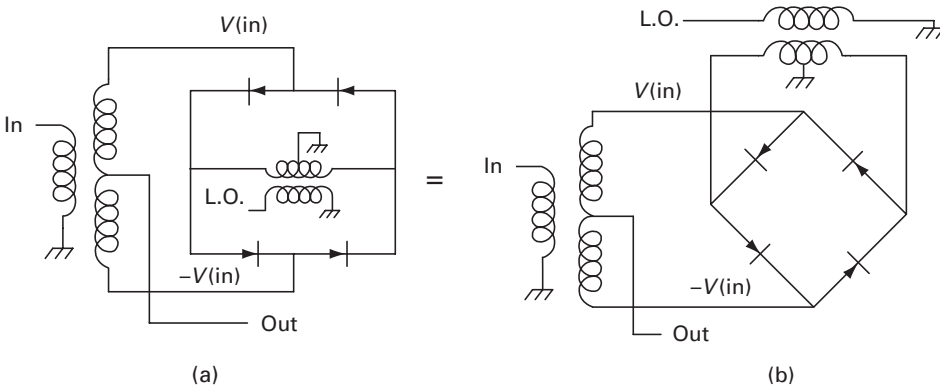 V(in)
In
L.O.
–V(in)
Out
(a)
=
L.O.
V(in)
In
–V(in)
Out
(b)